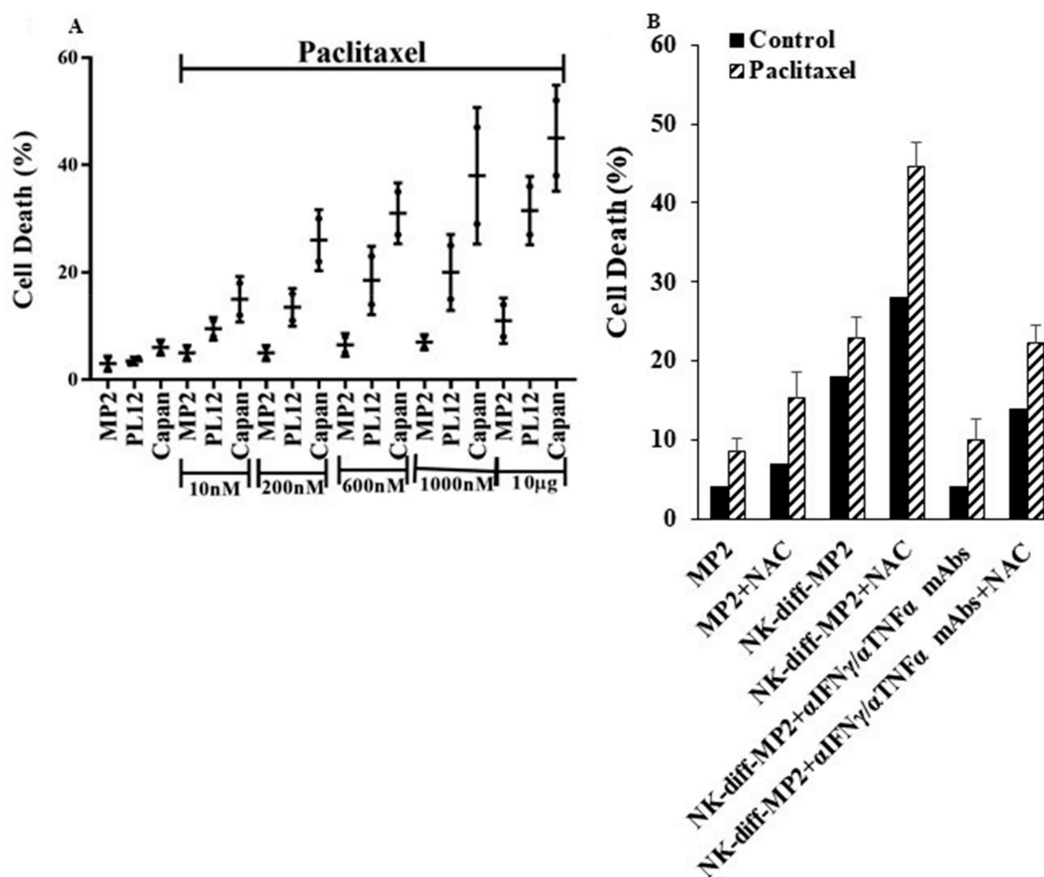 A
Paclitaxel
60
40
20
0
Cell Death (%)
MP2
PL12
Capan
MP2
PL12
Capan
MP2
PL12
Capan
MP2
PL12
Capan
MP2
PL12
Capan
MP2
PL12
Capan
10nM
200nM
600nM
1000nM
10μg
B
Control
Paclitaxel
60
50
40
30
20
10
0
Cell Death (%)
MP2
MP2+NAC
NK-diff-MP2
NK-diff-MP2+NAC
NK-diff-MP2+αIFNγ/αTNFα mAbs
NK-diff-MP2+αIFNγ/αTNFα mAbs+NAC